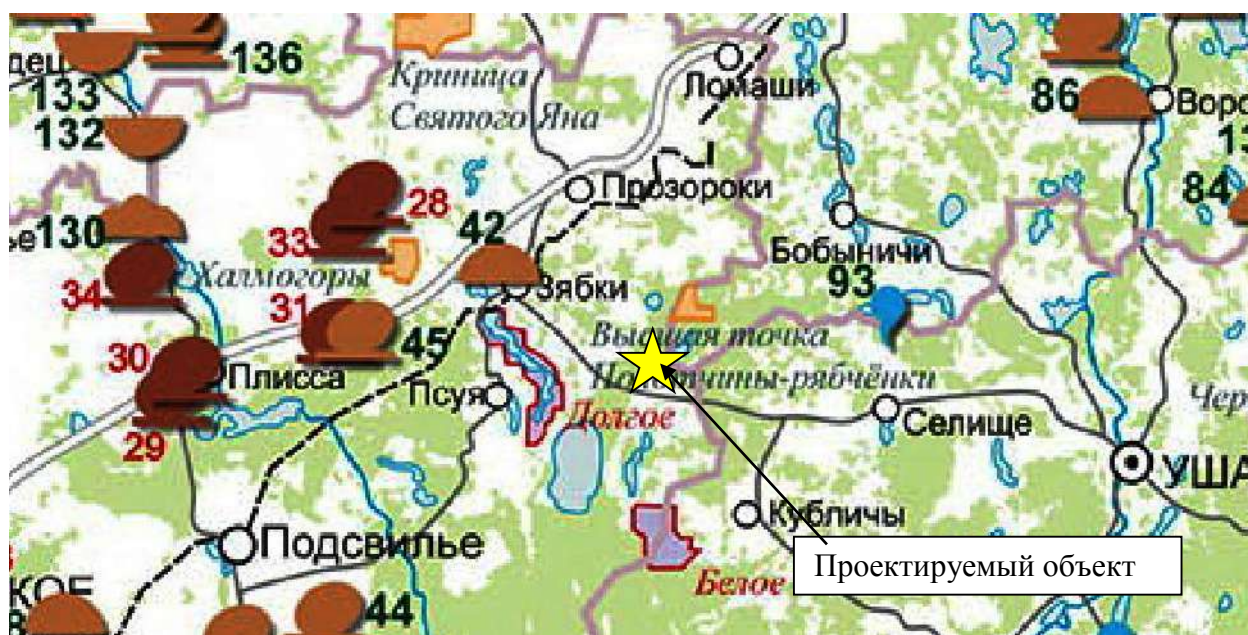 136
133
132
Криница
Святого Яна
Ломаши
86
84
28
33
Прозороки
130
42
Бобыничи
93
34
Халмогоры
Зябки
31
45
30
Плисса
29
Высшая точка
Псуя
Долгое
Селище
УША
Кубличы
Подсвилье
Белое
Проектируемый объект
КОЕ
44